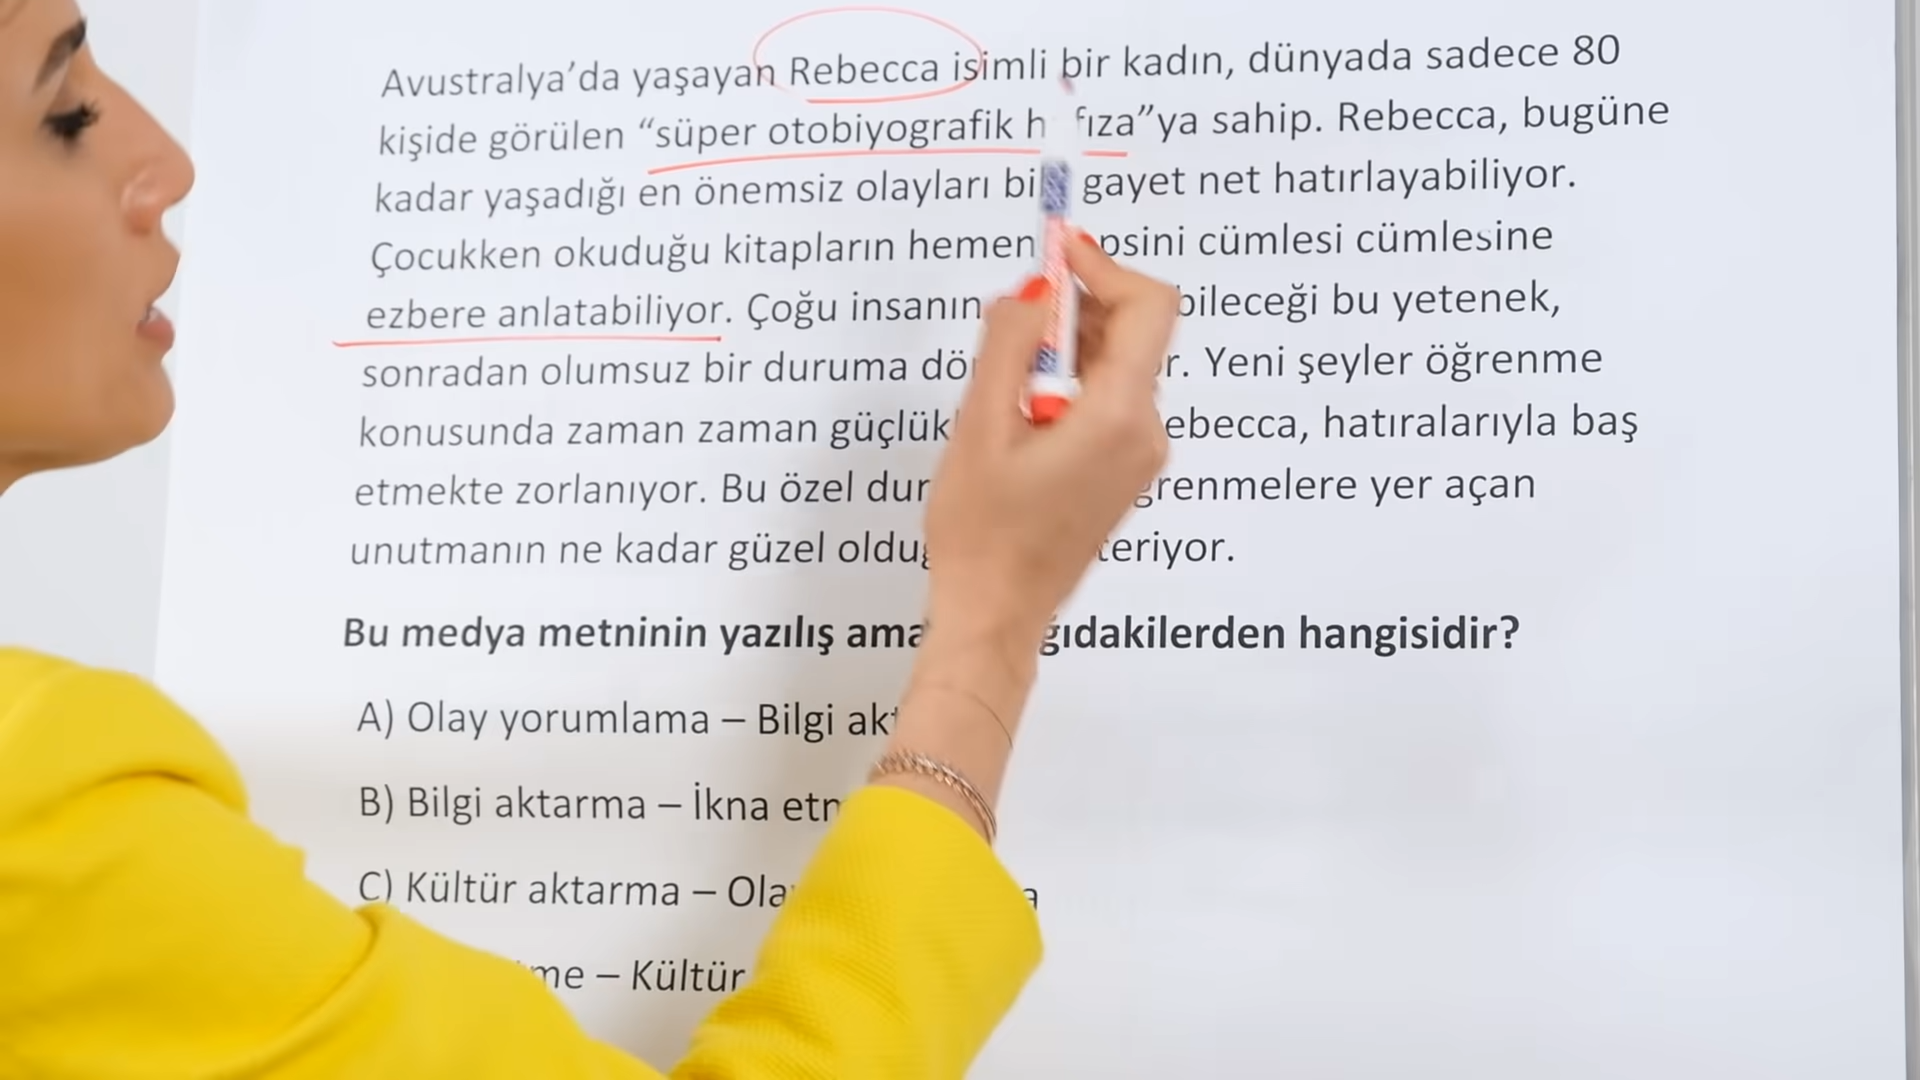 Avustralya'da yaşayan Rebecca isimli bir kadın, dünyada sadece 80
kişide görülen "süper otobiyografik h fıza"ya sahip. Rebecca, bugüne
kadar yaşadığı en önemsiz olayları bi gayet net hatırlayabiliyor.
Çocukken okuduğu kitapların hemen psini cümlesi cümlesine
ezbere anlatabiliyor. Çoğu insanın bileceği bu yetenek,
sonradan olumsuz bir duruma dö r. Yeni şeyler öğrenme
konusunda zaman zaman güçlük ebecca, hatıralarıyla baş
etmekte zorlanıyor. Bu özel dur ğrenmelere yer açan
unutmanın ne kadar güzel oldu teriyor.
Bu medya metninin yazılış ama ğıdakilerden hangisidir?
A) Olay yorumlama – Bilgi ak
B) Bilgi aktarma – İkna et
C) Kültür aktarma – Ola a
me – Kültür